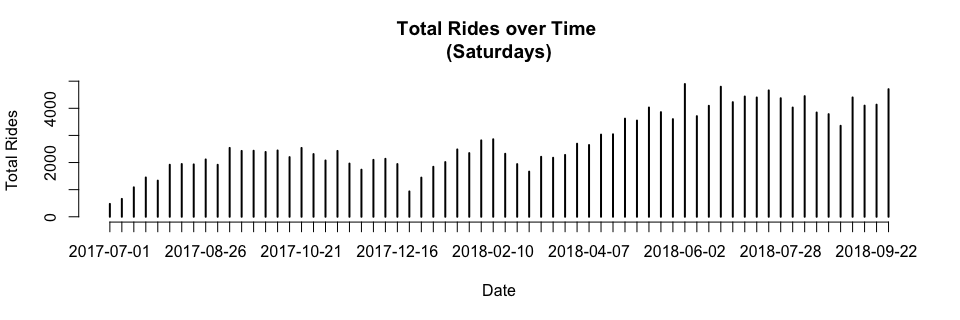 Total Rides over Time
(Saturdays)
Total Rides
4000
2000
0
2017-07-01 2017-08-26 2017-10-21 2017-12-16 2018-02-10 2018-04-07 2018-06-02 2018-07-28 2018-09-22
Date